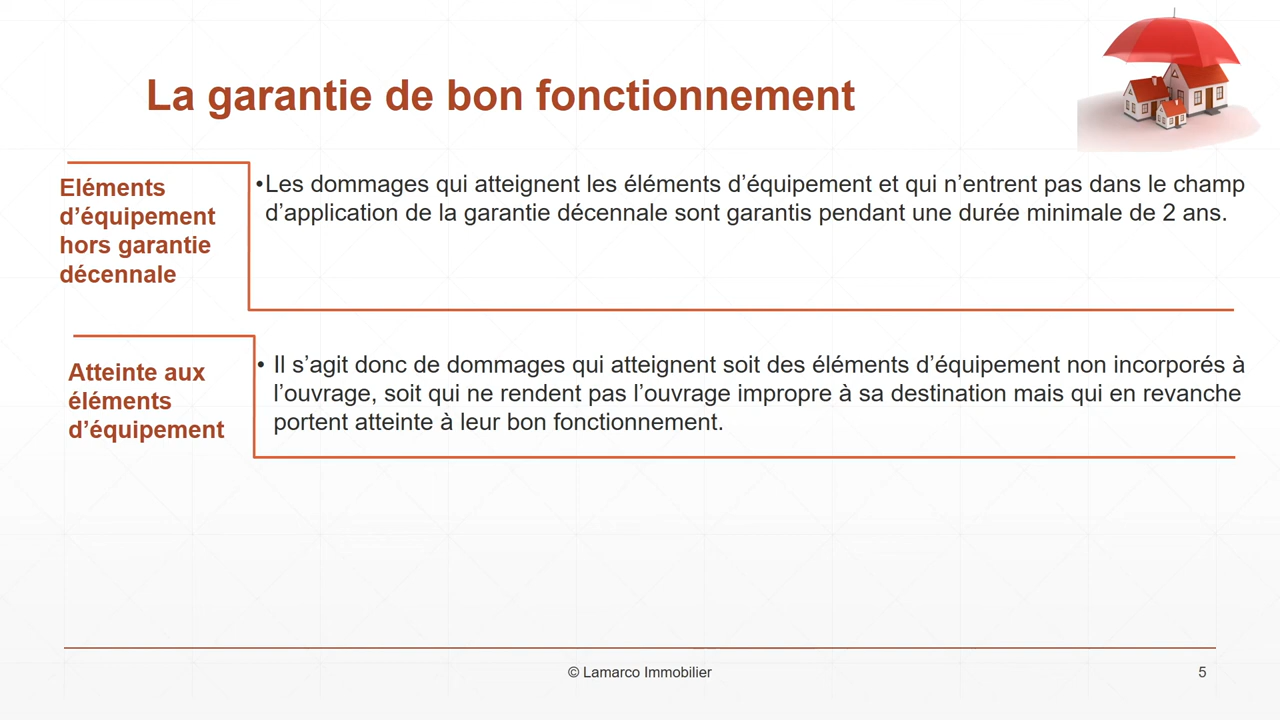 La garantie de bon fonctionnement
Eléments
d’équipement
hors garantie
décennale
•Les dommages qui atteignent les éléments d’équipement et qui n’entrent pas dans le champ
d’application de la garantie décennale sont garantis pendant une durée minimale de 2 ans.
Atteinte aux
éléments
d’équipement
• Il s’agit donc de dommages qui atteignent soit des éléments d’équipement non incorporés à
l’ouvrage, soit qui ne rendent pas l’ouvrage impropre à sa destination mais qui en revanche
portent atteinte à leur bon fonctionnement.
© Lamarco Immobilier
5